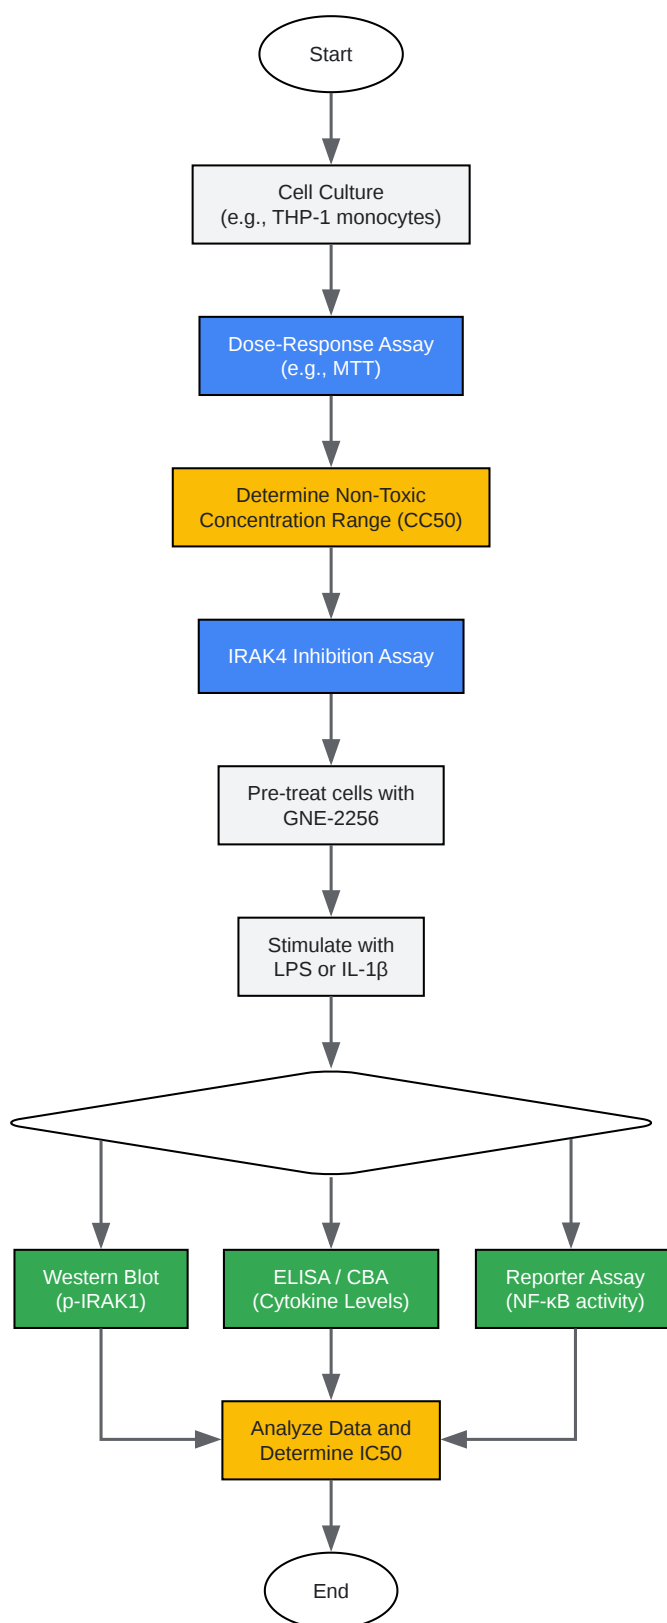 Start
Cell Culture
(e.g., THP-1 monocytes)
Dose-Response Assay
(e.g., MTT)
Determine Non-Toxic
Concentration Range (CC50)
IRAK4 Inhibition Assay
Pre-treat cells with
GNE-2256
Stimulate with
LPS or IL-1β
Western Blot
(p-IRAK1)
ELISA / CBA
(Cytokine Levels)
Reporter Assay
(NF-κB activity)
Analyze Data and
Determine IC50
End